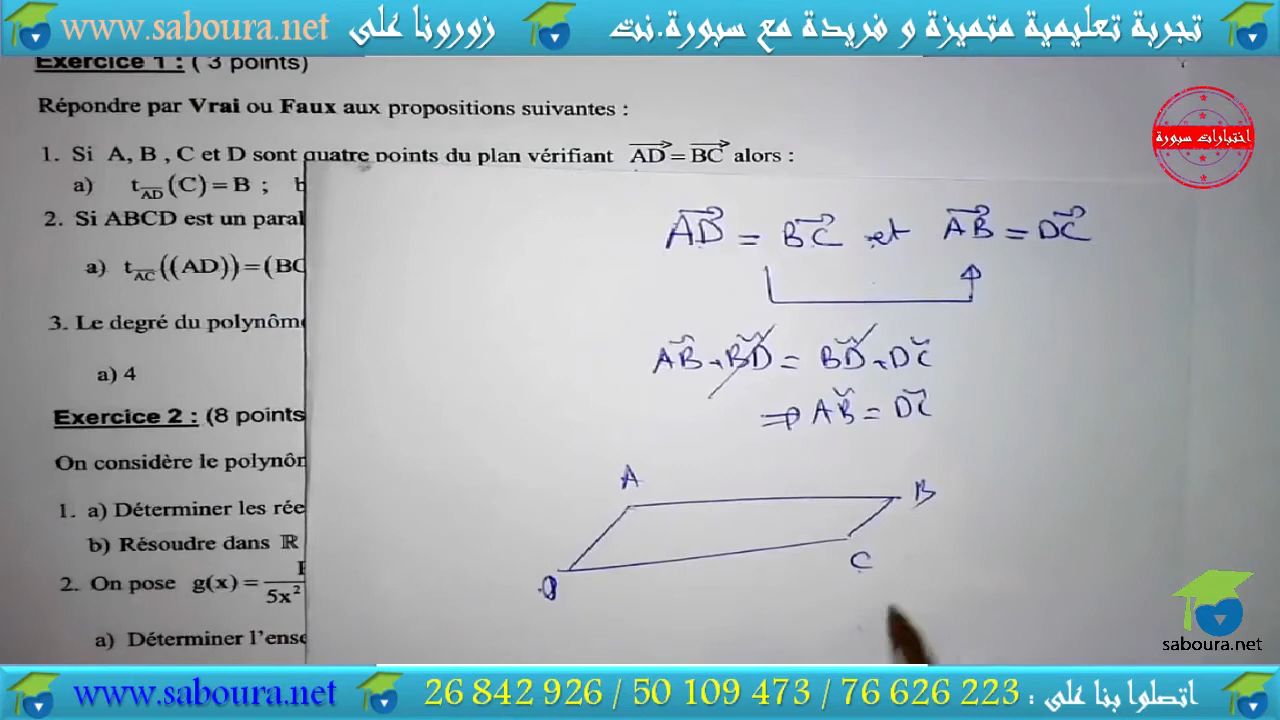 www.saboura.net زورونا على تجربة تعليمية متميزة و فريدة مع سبورة.نت
Exercice 1 : ( 3 points)
اختبارات سبورة
Répondre par Vrai ou Faux aux propositions suivantes :
1. Si A, B , C et D sont quatre points du plan vérifiant AD = BC alors :
a) t AD (C) = B ; b
2. Si ABCD est un paral
a) t AC ((AD)) = (BC
3. Le degré du polynôm
a) 4
Exercice 2 : (8 points
On considère le polynôn
1. a) Déterminer les rée
b) Résoudre dans ℝ
2. On pose g(x) = 5x²
a) Déterminer l'ense
AD = BC et AB = DC
AB + BD = BD + DC
⇒ AB = DC
A
B
C
D
saboura.net
www.saboura.net 26 842 926 / 50 109 473 / 76 626 223 : اتصلوا بنا على